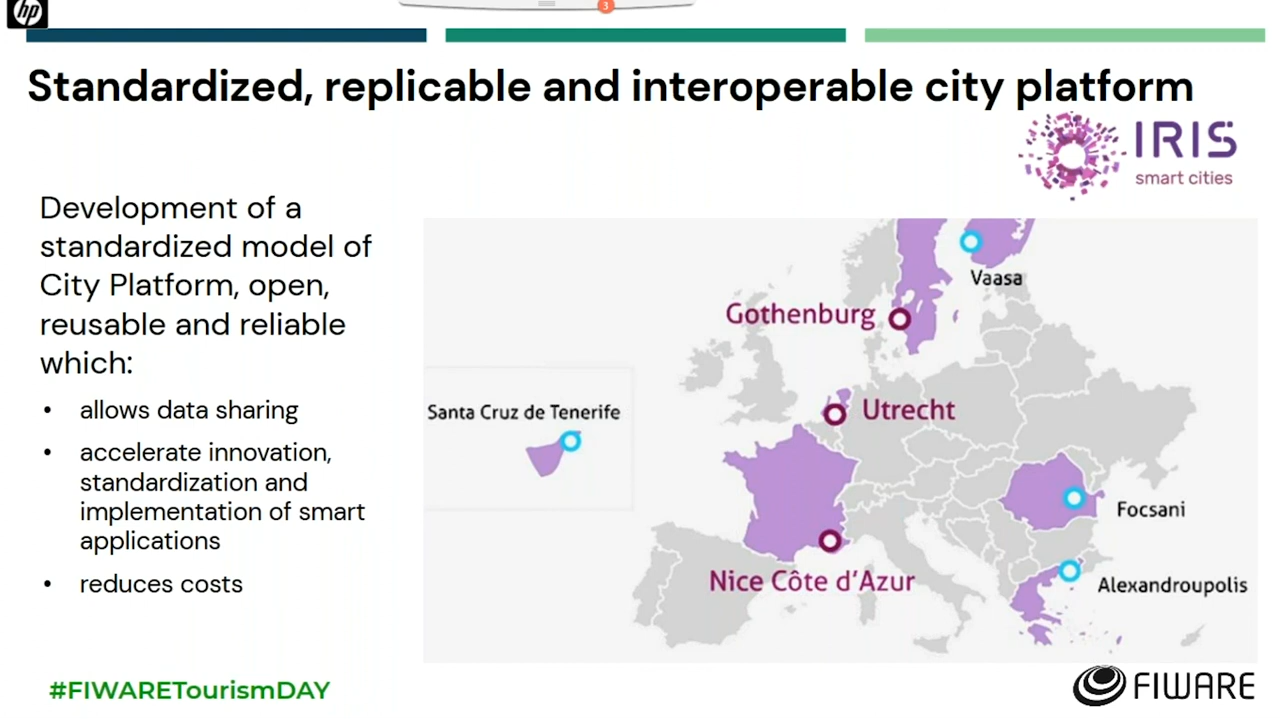 hp
3
Standardized, replicable and interoperable city platform
IRIS
smart cities
Development of a
standardized model of
City Platform, open,
reusable and reliable
which:
• allows data sharing
• accelerate innovation,
standardization and
implementation of smart
applications
• reduces costs
Vaasa
Gothenburg
Utrecht
Santa Cruz de Tenerife
Focsani
Nice Côte d'Azur
Alexandroupolis
#FIWARETourismDAY
FIWARE